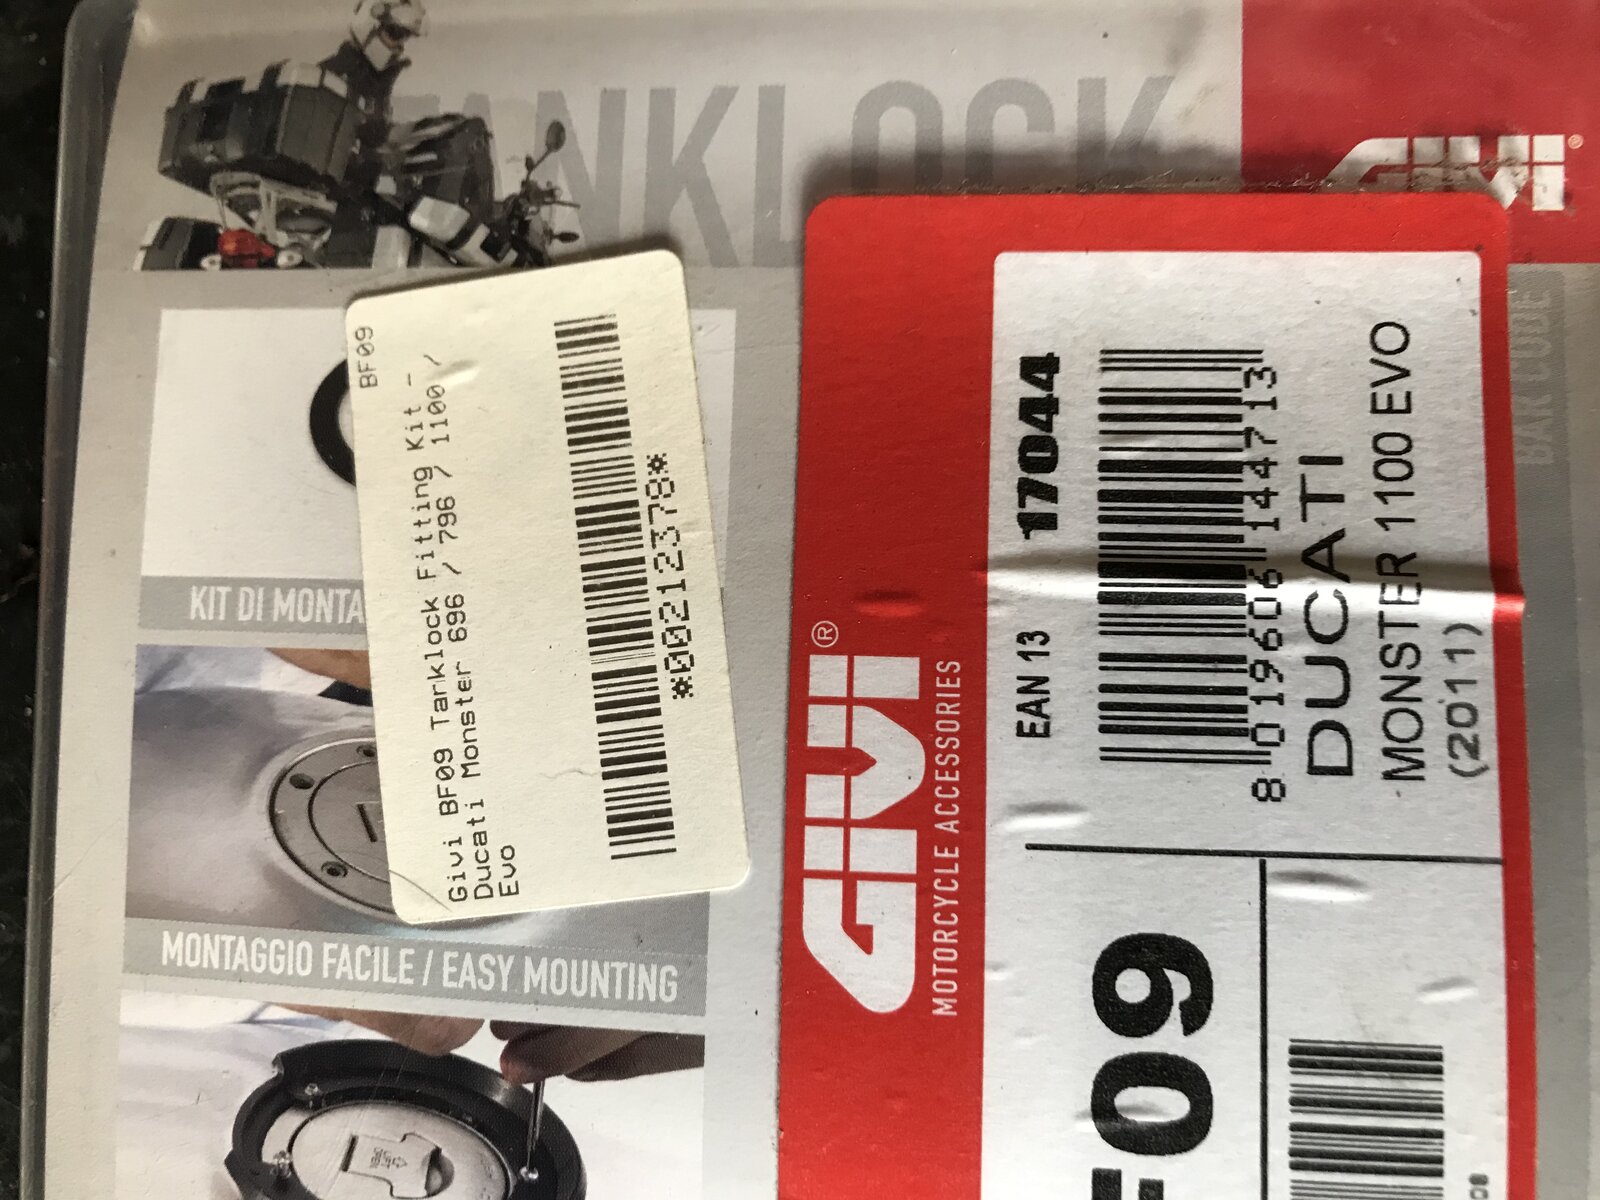 TANKLOCK
GIVI®
KIT DI MONTA
MONTAGGIO FACILE / EASY MOUNTING
BF09
Givi BF09 Tanklock Fitting Kit -
Ducati Monster 696 / 796 / 1100 /
Evo
*00212378*
GIVI®
MOTORCYCLE ACCESSORIES
EAN 13 17044
8 019606 144713
DUCATI
MONSTER 1100 EVO
(2011)
F09
BAR CODE